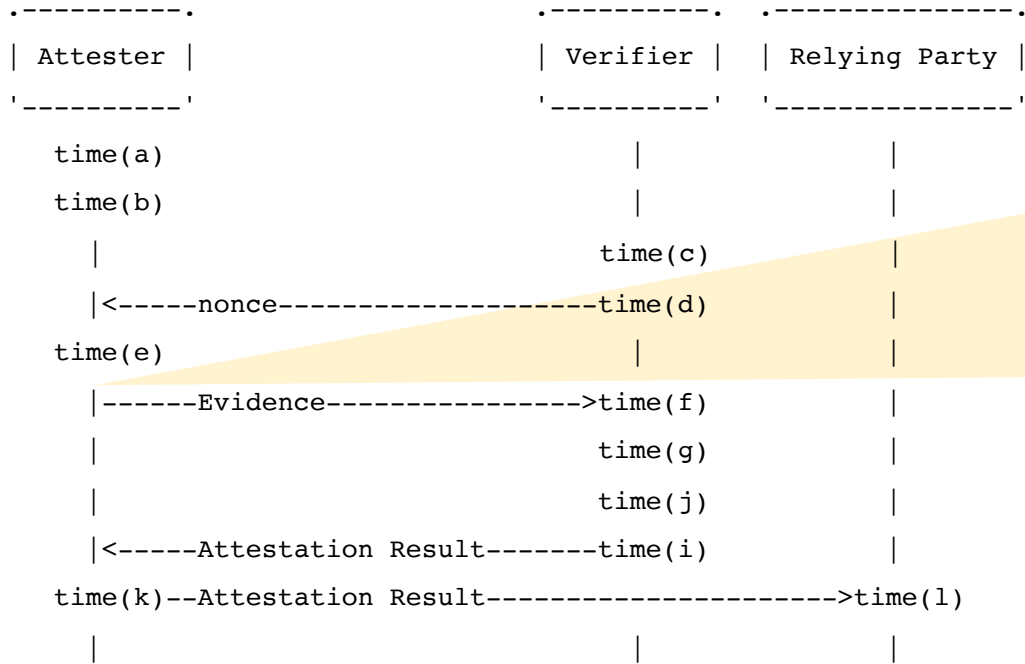 .----------.                      .----------.  .---------------.
| Attester |                      | Verifier |  | Relying Party |
'----------'                      '----------'  '---------------'
   time(a)                              |               |
   time(b)                              |               |
     |                                time(c)           |
     |<-----nonce--------------------time(d)           |
   time(e)                              |               |
     |------Evidence---------------->time(f)           |
     |                                time(g)           |
     |                                time(j)           |
     |<-----Attestation Result-------time(i)           |
   time(k)--Attestation Result---------------------->time(l)
     |                                  |               |